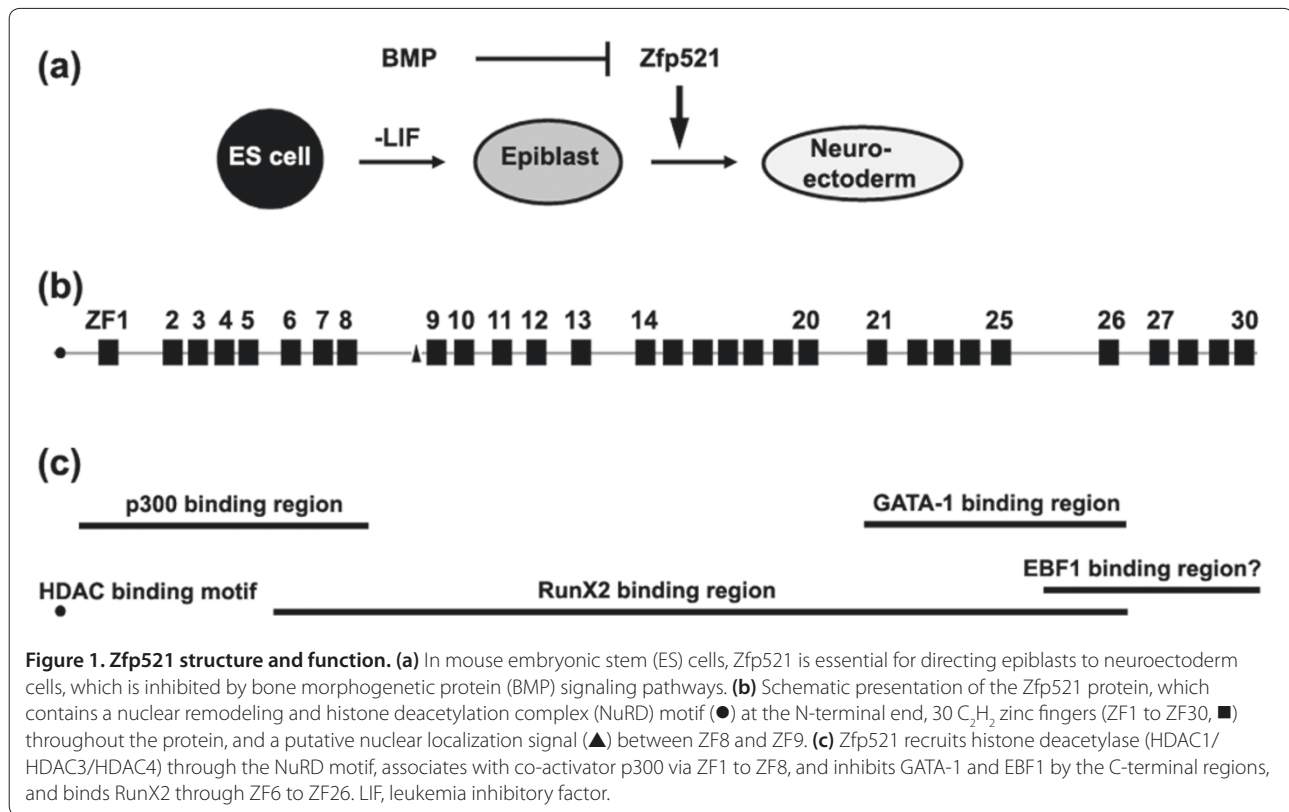 (a)
BMP Zfp521
ES cell -LIF Epiblast Neuro-
ectoderm
(b)
ZF1 2 3 4 5 6 7 8 9 10 11 12 13 14 20 21 25 26 27 30
(c)
p300 binding region GATA-1 binding region
HDAC binding motif RunX2 binding region EBF1 binding region?
Figure 1. Zfp521 structure and function. (a) In mouse embryonic stem (ES) cells, Zfp521 is essential for directing epiblasts to neuroectoderm
cells, which is inhibited by bone morphogenetic protein (BMP) signaling pathways. (b) Schematic presentation of the Zfp521 protein, which
contains a nuclear remodeling and histone deacetylation complex (NuRD) motif (●) at the N-terminal end, 30 C₂H₂ zinc fingers (ZF1 to ZF30, ■)
throughout the protein, and a putative nuclear localization signal (▲) between ZF8 and ZF9. (c) Zfp521 recruits histone deacetylase (HDAC1/
HDAC3/HDAC4) through the NuRD motif, associates with co-activator p300 via ZF1 to ZF8, and inhibits GATA-1 and EBF1 by the C-terminal regions,
and binds RunX2 through ZF6 to ZF26. LIF, leukemia inhibitory factor.